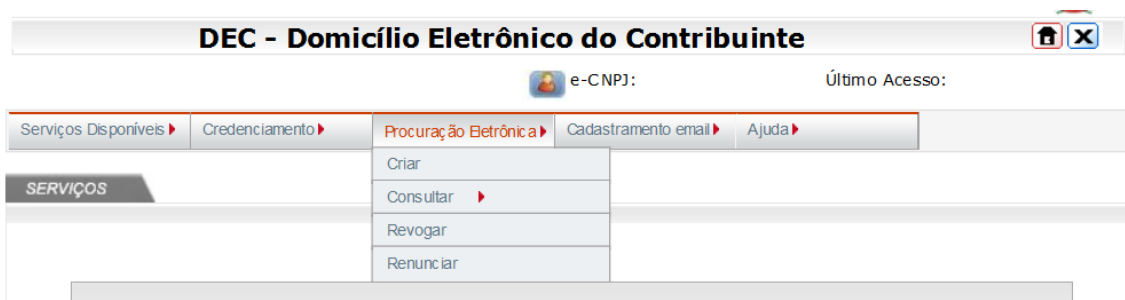 DEC - Domicílio Eletrônico do Contribuinte
e-CNPJ: Último Acesso:
Serviços Disponíveis Credenciamento Procuração Eletrônica Cadastramento email Ajuda
Criar
SERVIÇOS
Consultar
Revogar
Renunciar